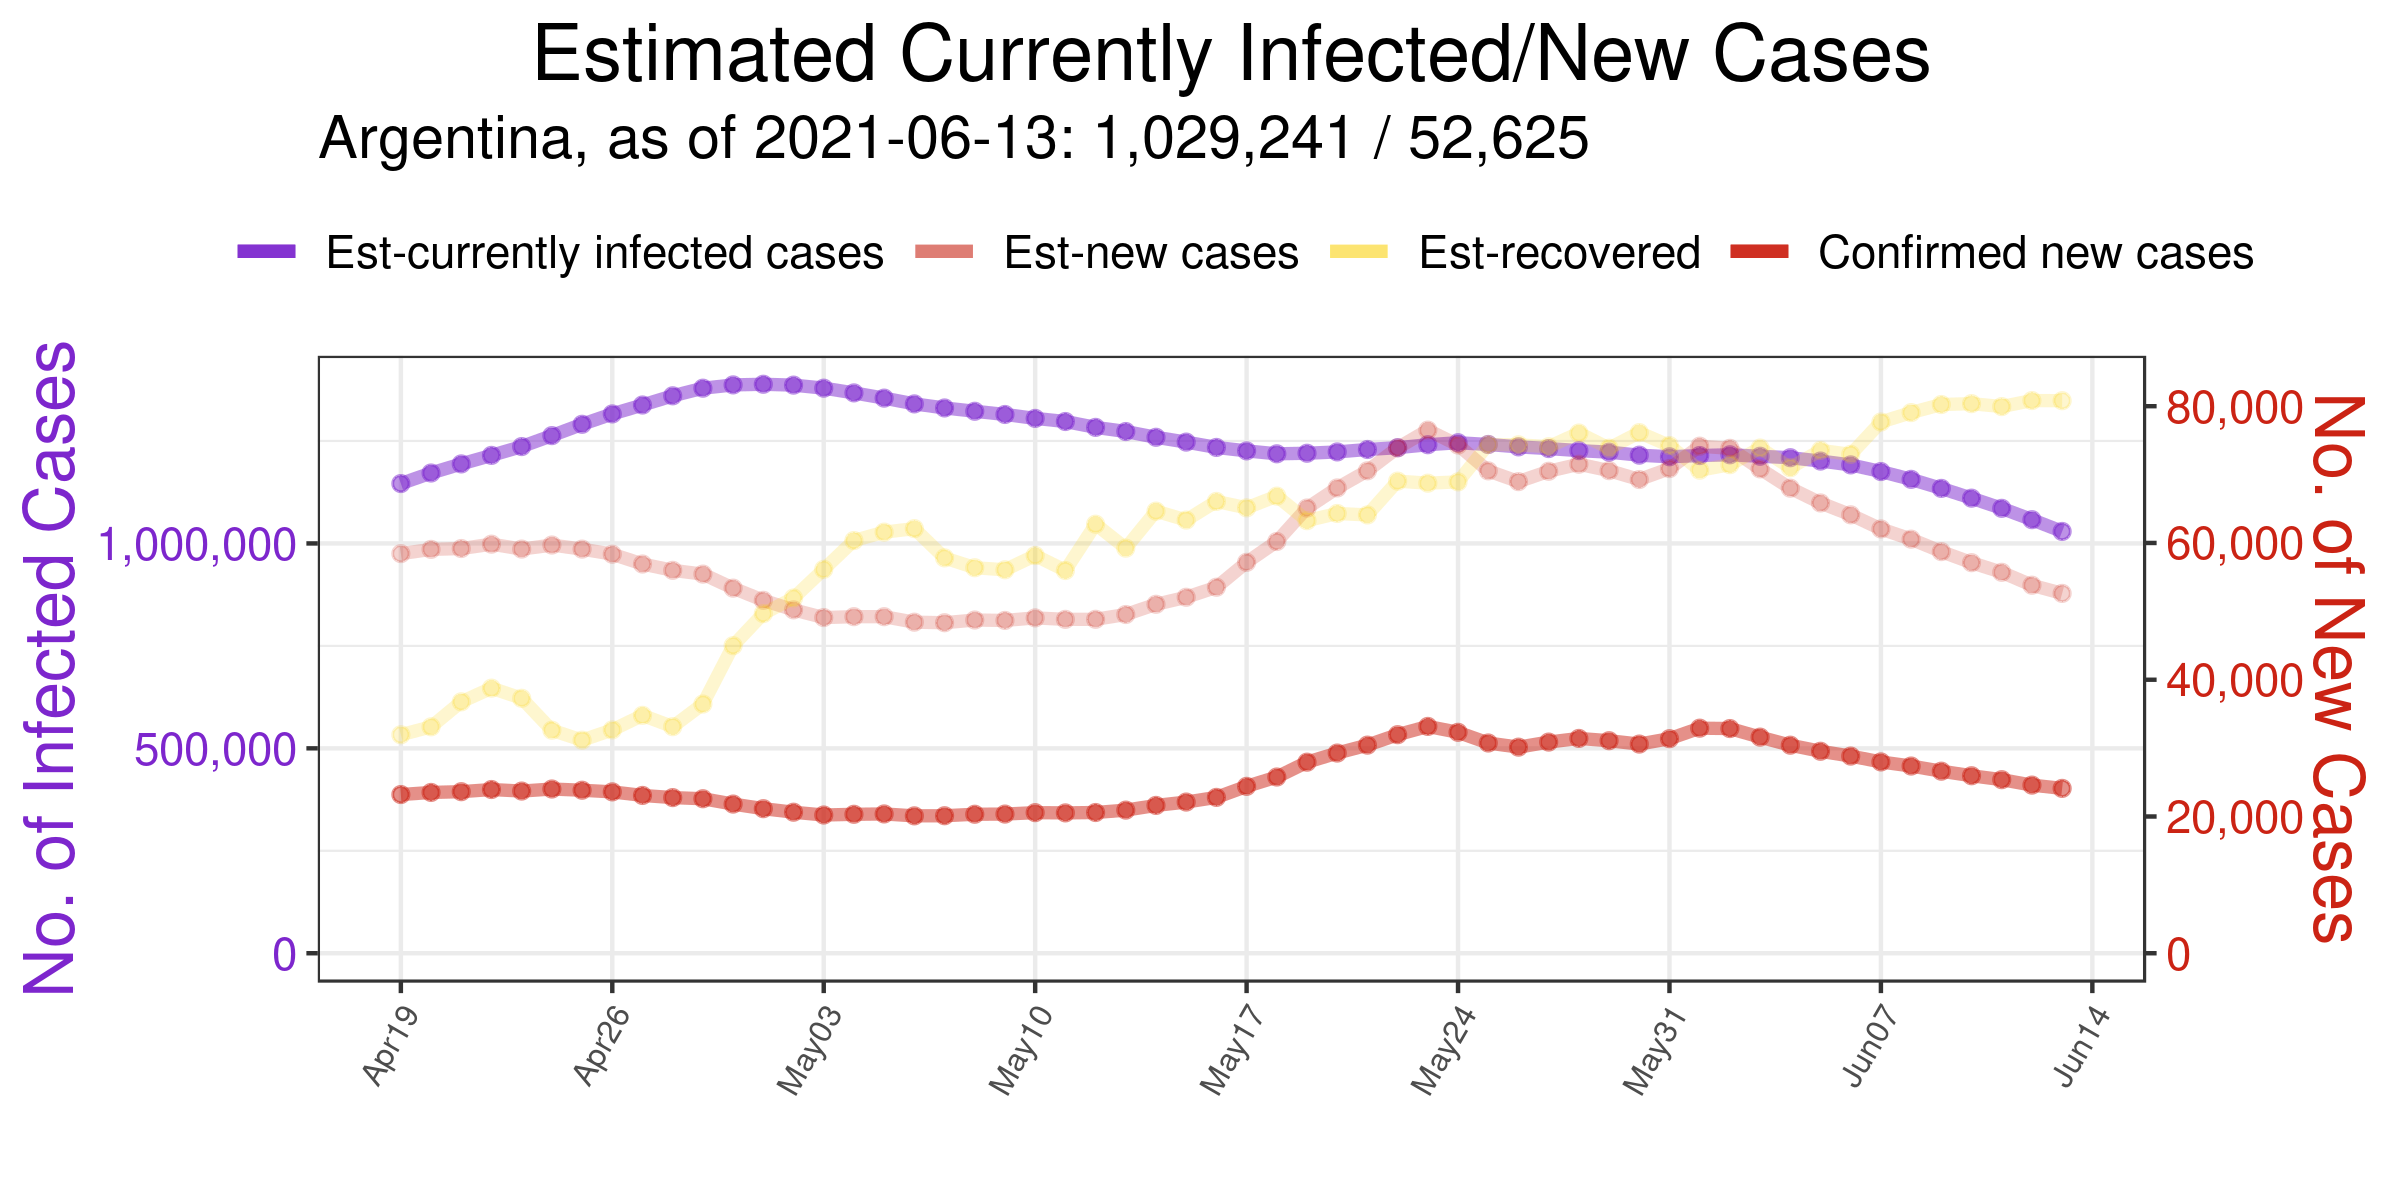 Estimated Currently Infected/New Cases
Argentina, as of 2021-06-13: 1,029,241 / 52,625
Est-currently infected cases Est-new cases Est-recovered Confirmed new cases
No. of Infected Cases
1,000,000
500,000
0
80,000
60,000
40,000
20,000
0
No. of New Cases
Apr19 Apr26 May03 May10 May17 May24 May31 Jun07 Jun14